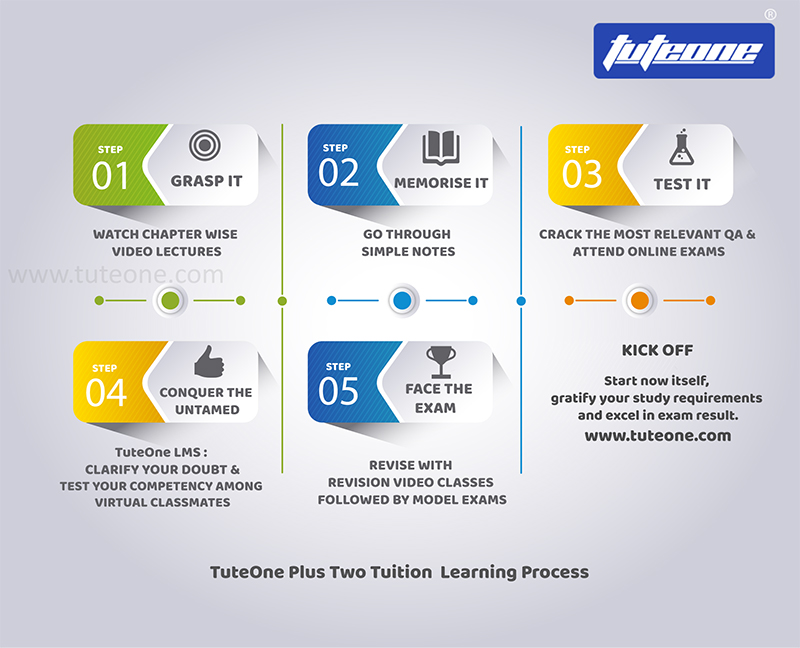 ®
tuteone
STEP
01
GRASP IT
WATCH CHAPTER WISE
VIDEO LECTURES
STEP
02
MEMORISE IT
GO THROUGH
SIMPLE NOTES
STEP
03
TEST IT
CRACK THE MOST RELEVANT QA &
ATTEND ONLINE EXAMS
www.tuteone.com
STEP
04
CONQUER THE
UNTAMED
TuteOne LMS :
CLARIFY YOUR DOUBT &
TEST YOUR COMPETENCY AMONG
VIRTUAL CLASSMATES
STEP
05
FACE THE
EXAM
REVISE WITH
REVISION VIDEO CLASSES
FOLLOWED BY MODEL EXAMS
KICK OFF
Start now itself,
gratify your study requirements
and excel in exam result.
www.tuteone.com
TuteOne Plus Two Tuition Learning Process